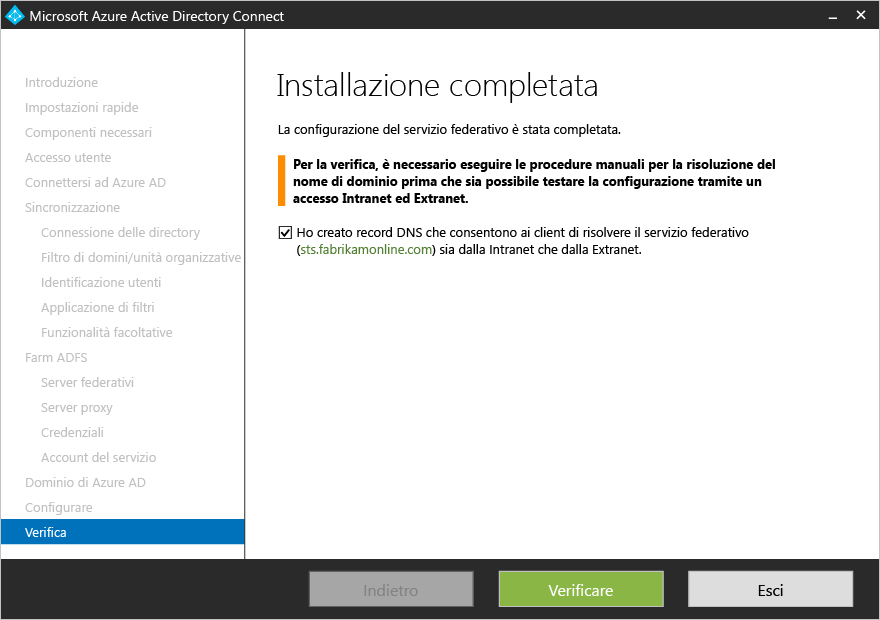 Microsoft Azure Active Directory Connect
Introduzione
Impostazioni rapide
Componenti necessari
Accesso utente
Connettersi ad Azure AD
Sincronizzazione
Connessione delle directory
Filtro di domini/unità organizzative
Identificazione utenti
Applicazione di filtri
Funzionalità facoltative
Farm ADFS
Server federativi
Server proxy
Credenziali
Account del servizio
Dominio di Azure AD
Configurare
Verifica
Installazione completata
La configurazione del servizio federativo è stata completata.
Per la verifica, è necessario eseguire le procedure manuali per la risoluzione del
nome di dominio prima che sia possibile testare la configurazione tramite un
accesso Intranet ed Extranet.
Ho creato record DNS che consentono ai client di risolvere il servizio federativo
(sts.fabrikamonline.com) sia dalla Intranet che dalla Extranet.
Indietro
Verificare
Esci